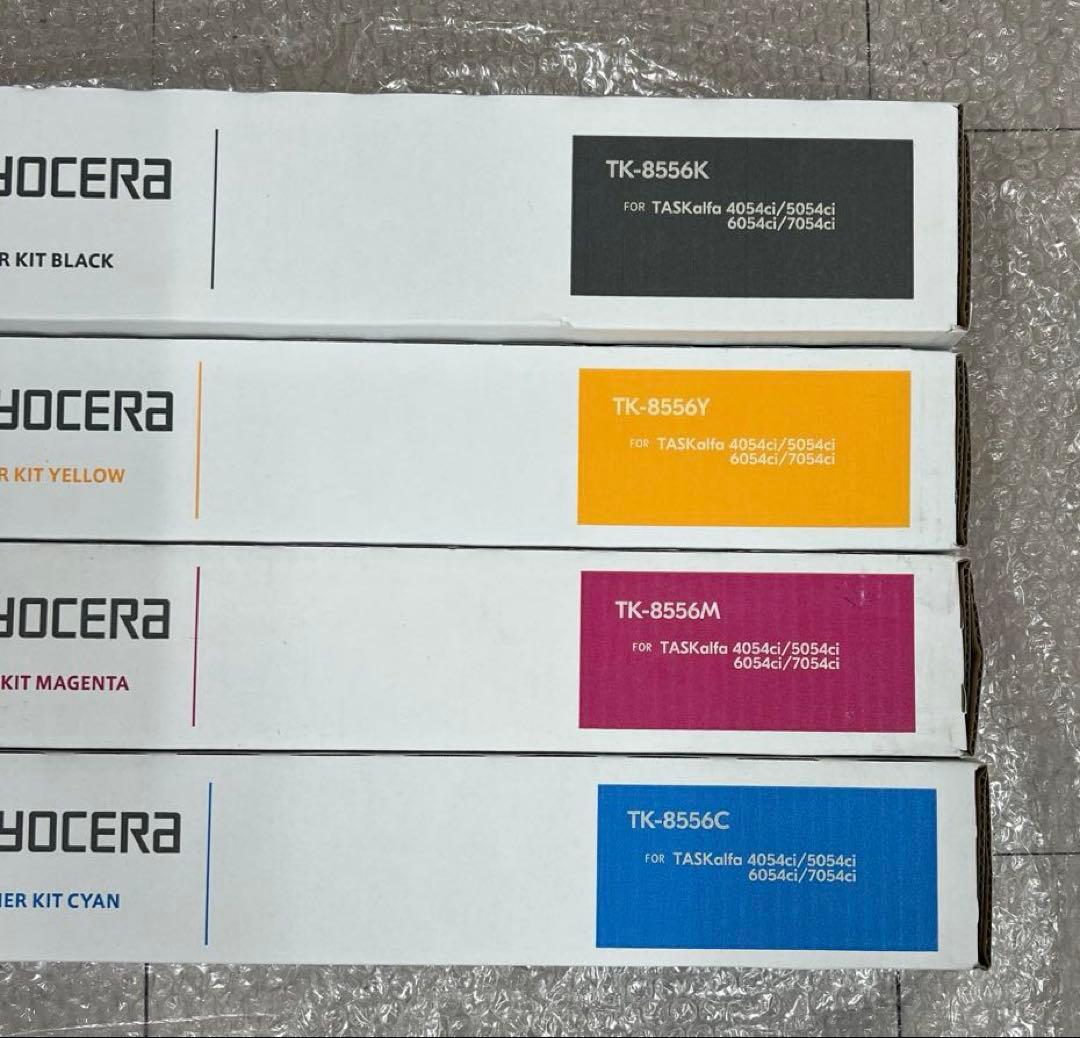 YOCERA
R KIT BLACK
TK-8556K
FOR TASKalfa 4054ci/5054ci
6054ci/7054ci
YOCERA
R KIT YELLOW
TK-8556Y
FOR TASKalfa 4054ci/5054ci
6054ci/7054ci
YOCERA
KIT MAGENTA
TK-8556M
FOR TASKalfa 4054ci/5054ci
6054ci/7054ci
YOCERA
ER KIT CYAN
TK-8556C
FOR TASKalfa 4054ci/5054ci
6054ci/7054ci